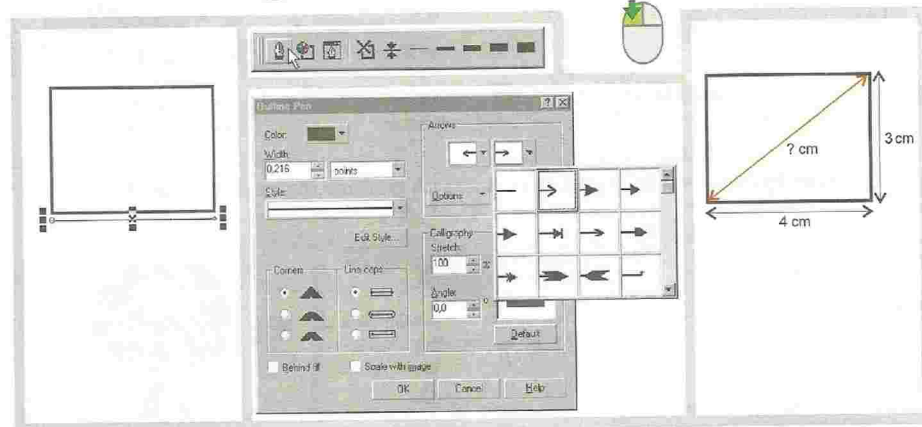 Outline Pen
Color:
Width:
0,216
points
Style:
Edit Style...
Corners
Line caps
Behind fill
Scale with image
Arrows
Options
Calligraphy
Stretch:
100
%
Angle:
0,0
°
Default
OK
Cancel
Help
? cm
3 cm
4 cm